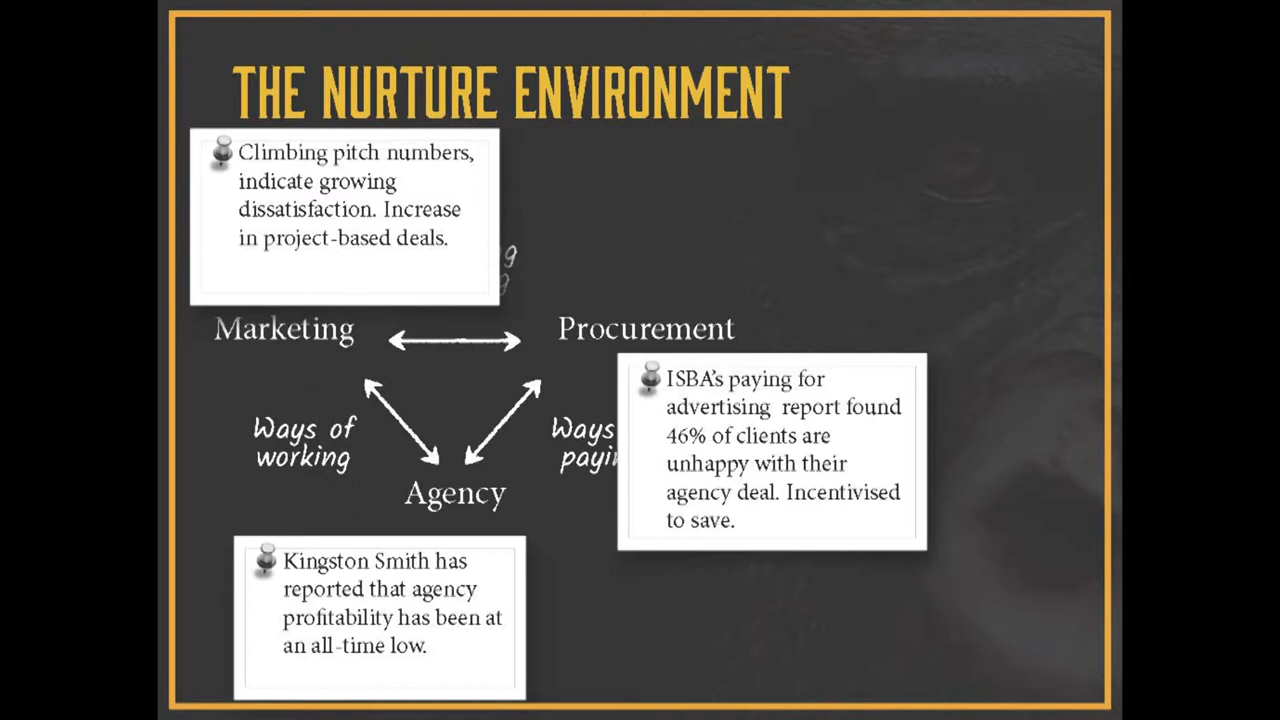 THE NURTURE ENVIRONMENT
Climbing pitch numbers,
indicate growing
dissatisfaction. Increase
in project-based deals.
Marketing
Procurement
Ways of
working
Ways
Agency
ISBA's paying for
advertising report found
46% of clients are
unhappy with their
agency deal. Incentivised
to save.
Kingston Smith has
reported that agency
profitability has been at
an all-time low.